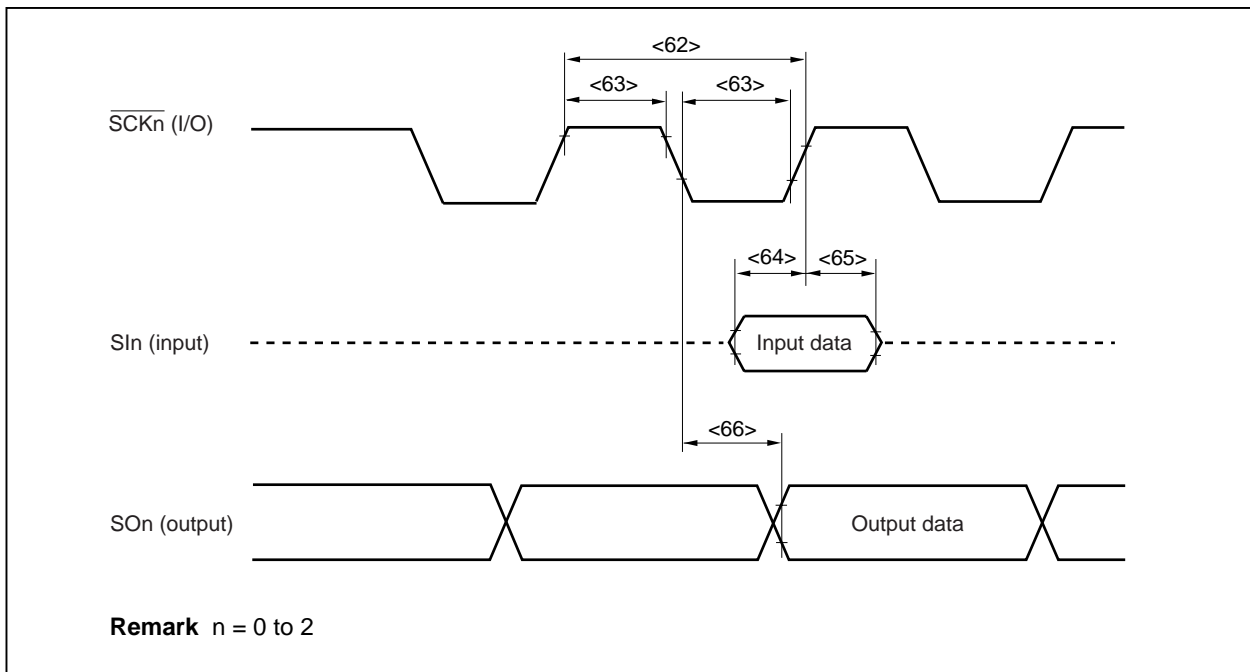 <62>
<63> <63>
SCKn (I/O)
<64> <65>
SIn (input)
Input data
<66>
SOn (output)
Output data
Remark n = 0 to 2